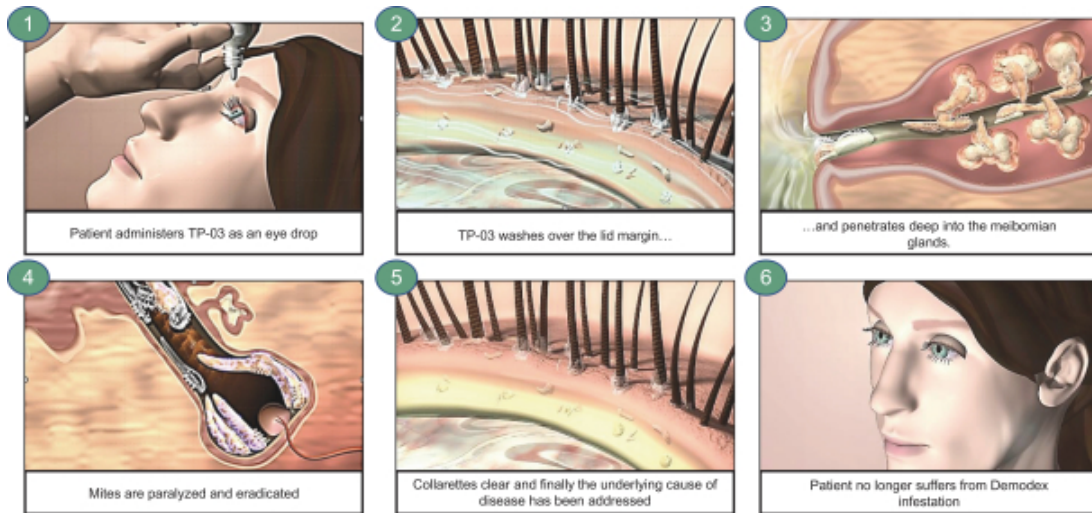 1
Patient administers TP-03 as an eye drop
2
TP-03 washes over the lid margin…
3
…and penetrates deep into the meibomian
glands.
4
Mites are paralyzed and eradicated
5
Collarettes clear and finally the underlying cause of
disease has been addressed
6
Patient no longer suffers from Demodex
infestation